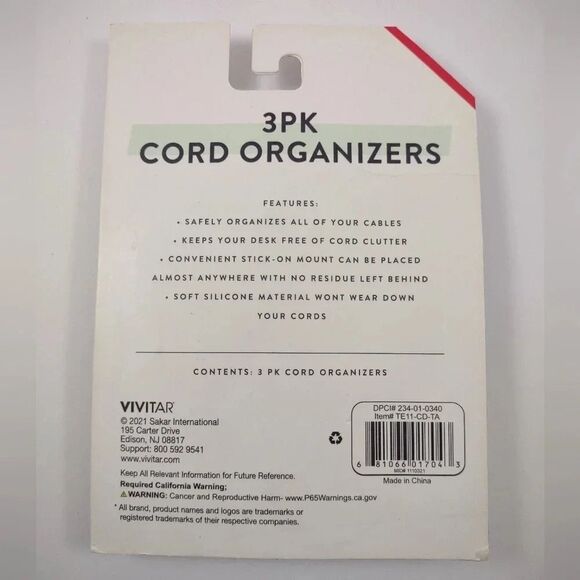 3PK
CORD ORGANIZERS
FEATURES:
• SAFELY ORGANIZES ALL OF YOUR CABLES
• KEEPS YOUR DESK FREE OF CORD CLUTTER
• CONVENIENT STICK-ON MOUNT CAN BE PLACED
ALMOST ANYWHERE WITH NO RESIDUE LEFT BEHIND
• SOFT SILICONE MATERIAL WONT WEAR DOWN
YOUR CORDS
CONTENTS: 3 PK CORD ORGANIZERS
VIVITAR
© 2021 Sakar International
195 Carter Drive
Edison, NJ 08817
Support: 800 592 9541
www.vivitar.com
Keep All Relevant Information for Future Reference.
Required California Warning;
⚠WARNING: Cancer and Reproductive Harm- www.P65Warnings.ca.gov
* All brand, product names and logos are trademarks or
registered trademarks of their respective companies.
DPCI# 234-01-0340
Item# TE11-CD-TA
6 81066 01704 3
MID# 1110321
Made in China